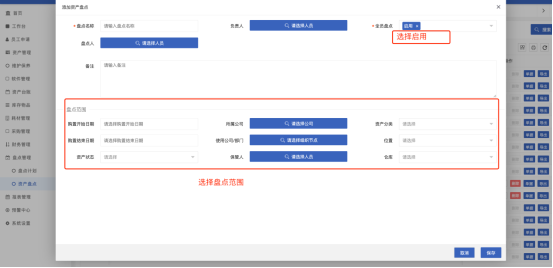 添加资产盘点
首页
工作台
员工申请
资产管理
维护保养
软件管理
资产台账
库存物品
耗材管理
采购管理
财务管理
盘点管理
盘点计划
资产盘点
报表管理
预警中心
系统设置
* 盘点名称 请输入盘点名称 负责人 请选择人员 * 全员盘点 启用 ×
选择启用
盘点人 请选择人员
备注 请输入备注
盘点范围
购置开始日期 请选择购置开始日期 所属公司 请选择公司 资产分类 请选择
购置结束日期 请选择购置结束日期 使用公司/部门 请选择组织节点 位置 请选择
资产状态 请选择 保管人 请选择人员 仓库 请选择
选择盘点范围
取消 保存
搜索